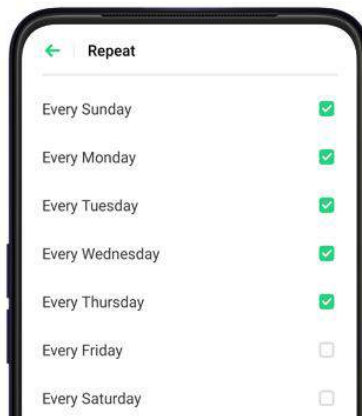 Repeat
Every Sunday
Every Monday
Every Tuesday
Every Wednesday
Every Thursday
Every Friday
Every Saturday